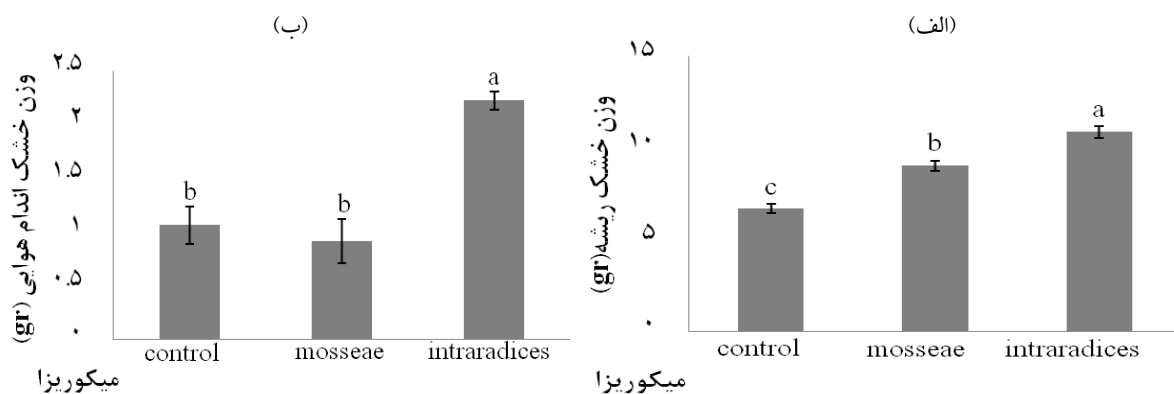 (الف)
۱۵
۱۰
۵
۰
وزن خشک ریشه(gr)
c
b
a
control
mosseae
intraradices
میکوریزا
(ب)
۲.۵
۲
۱.۵
۱
۰.۵
۰
وزن خشک اندام هوایی (gr)
b
b
a
control
mosseae
intraradices
میکوریزا